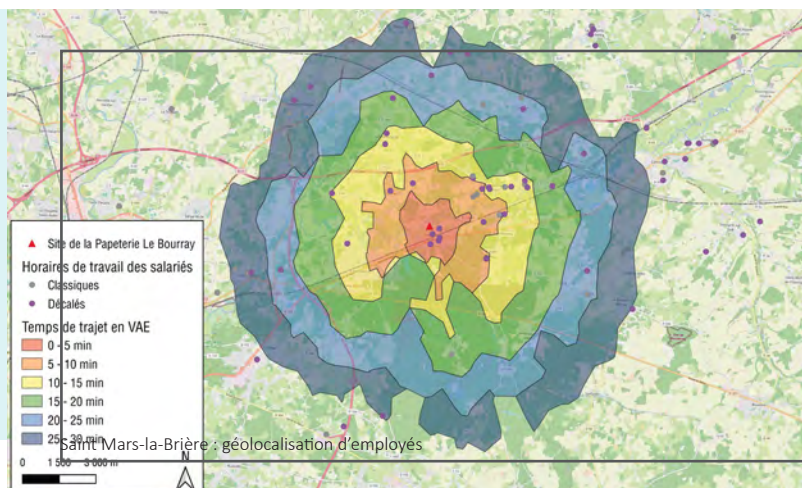 Site de la Papeterie Le Bourray
Horaires de travail des salariés
Classiques
Décalés
Temps de trajet en VAE
0 - 5 min
5 - 10 min
10 - 15 min
15 - 20 min
20 - 25 min
25 - 30 min
Saint Mars-la-Brière : géolocalisation d'employés
0 1 500 3 000 m
N